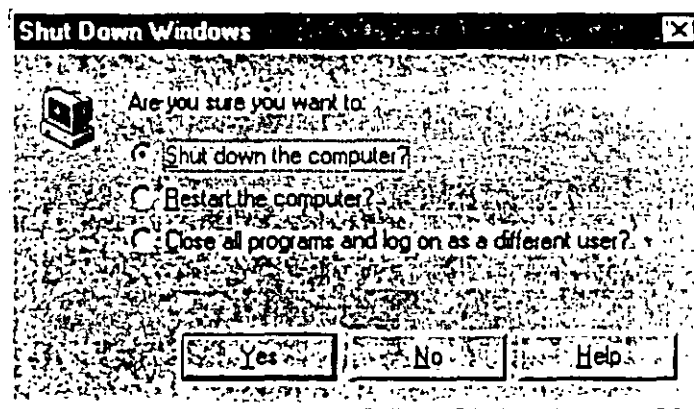 Shut Down Windows
Are you sure you want to:
Shut down the computer?
Restart the computer?
Close all programs and log on as a different user?
Yes
No
Help